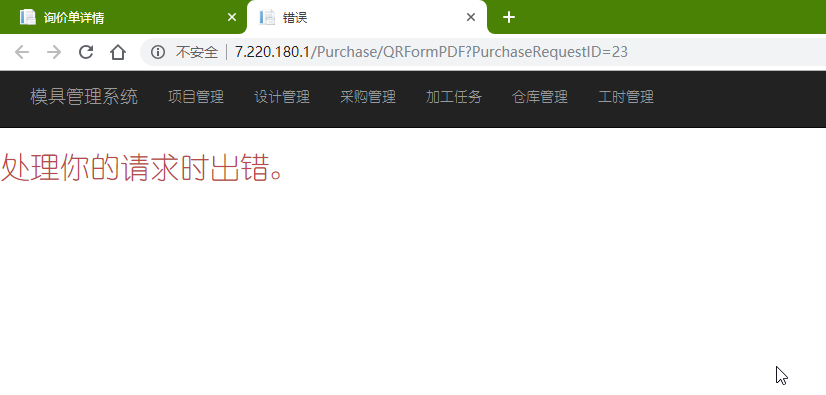 询价单详情 错误
不安全 7.220.180.1/Purchase/QRFormPDF?PurchaseRequestID=23
模具管理系统 项目管理 设计管理 采购管理 加工任务 仓库管理 工时管理
处理你的请求时出错。